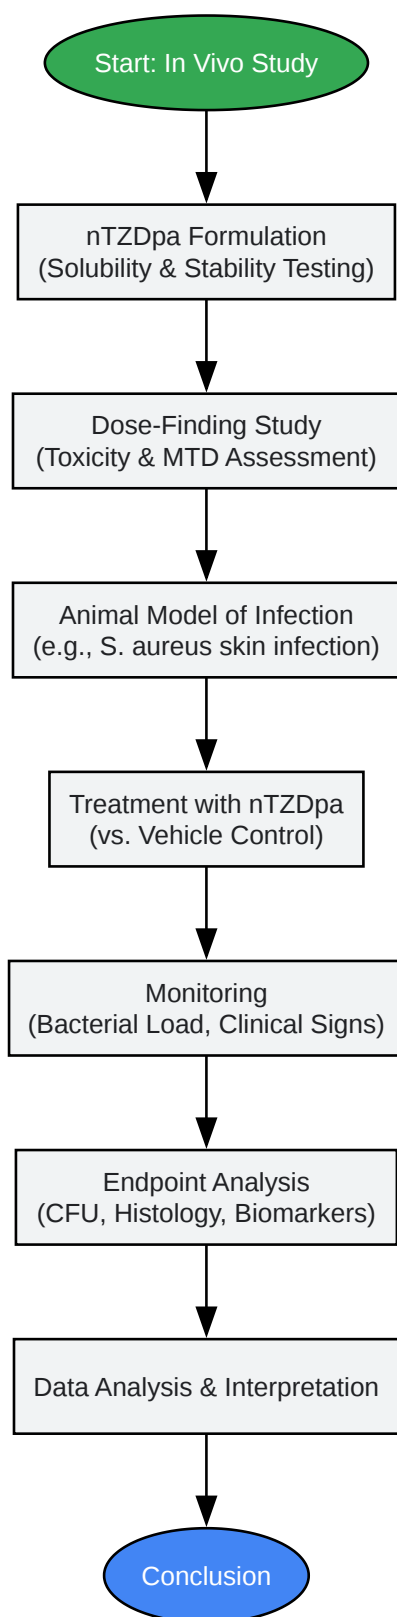 Start: In Vivo Study
nTZDpa Formulation
(Solubility & Stability Testing)
Dose-Finding Study
(Toxicity & MTD Assessment)
Animal Model of Infection
(e.g., S. aureus skin infection)
Treatment with nTZDpa
(vs. Vehicle Control)
Monitoring
(Bacterial Load, Clinical Signs)
Endpoint Analysis
(CFU, Histology, Biomarkers)
Data Analysis & Interpretation
Conclusion